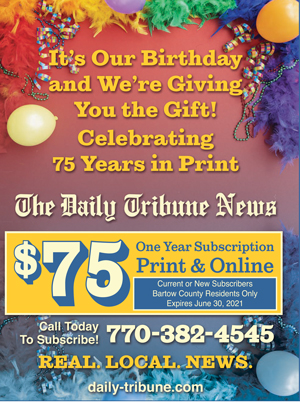 It's Our Birthday
and We're Giving
You the Gift!
Celebrating
75 Years in Print
The Daily Tribune News
$75
One Year Subscription
Print & Online
Current or New Subscribers
Bartow County Residents Only
Expires June 30, 2021
Call Today
To Subscribe!
770-382-4545
REAL. LOCAL. NEWS.
daily-tribune.com